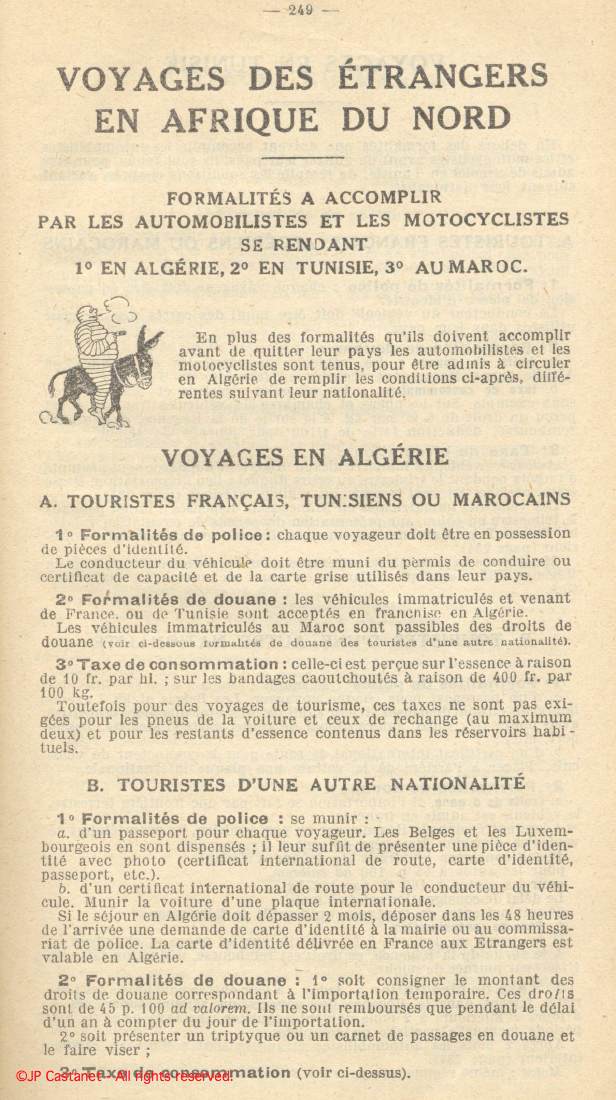 — 249 —
VOYAGES DES ÉTRANGERS
EN AFRIQUE DU NORD
FORMALITÉS A ACCOMPLIR
PAR LES AUTOMOBILISTES ET LES MOTOCYCLISTES
SE RENDANT
1º EN ALGÉRIE, 2º EN TUNISIE, 3º AU MAROC.
En plus des formalités qu'ils doivent accomplir
avant de quitter leur pays les automobilistes et les
motocyclistes sont tenus, pour être admis à circuler
en Algérie de remplir les conditions ci-après, diffé-
rentes suivant leur nationalité.
VOYAGES EN ALGÉRIE
A. TOURISTES FRANÇAIS, TUNISIENS OU MAROCAINS
1º Formalités de police : chaque voyageur doit être en possession
de pièces d'identité.
Le conducteur du véhicule doit être muni du permis de conduire ou
certificat de capacité et de la carte grise utilisés dans leur pays.
2º Formalités de douane : les véhicules immatriculés et venant
de France, ou de Tunisie sont acceptés en franchise en Algérie.
Les véhicules immatriculés au Maroc sont passibles des droits de
douane (voir ci-dessous formalités de douane des touristes d'une autre nationalité).
3º Taxe de consommation : celle-ci est perçue sur l'essence à raison
de 10 fr. par hl. ; sur les bandages caoutchoutés à raison de 400 fr. par
100 kg.
Toutefois pour des voyages de tourisme, ces taxes ne sont pas exi-
gées pour les pneus de la voiture et ceux de rechange (au maximum
deux) et pour les restants d'essence contenus dans les réservoirs habi-
tuels.
B. TOURISTES D'UNE AUTRE NATIONALITÉ
1º Formalités de police : se munir :
a. d'un passeport pour chaque voyageur. Les Belges et les Luxem-
bourgeois en sont dispensés ; il leur suffit de présenter une pièce d'iden-
tité avec photo (certificat international de route, carte d'identité,
passeport, etc.).
b. d'un certificat international de route pour le conducteur du véhi-
cule. Munir la voiture d'une plaque internationale.
Si le séjour en Algérie doit dépasser 2 mois, déposer dans les 48 heures
de l'arrivée une demande de carte d'identité à la mairie ou au commissa-
riat de police. La carte d'identité délivrée en France aux Etrangers est
valable en Algérie.
2º Formalités de douane : 1º soit consigner le montant des
droits de douane correspondant à l'importation temporaire. Ces droits
sont de 45 p. 100 ad valorem. Ils ne sont remboursés que pendant le délai
d'un an à compter du jour de l'importation.
2º soit présenter un triptyque ou un carnet de passages en douane et
le faire viser ;
3º Taxe de consommation (voir ci-dessus).
©JP Castanet - All rights reserved.